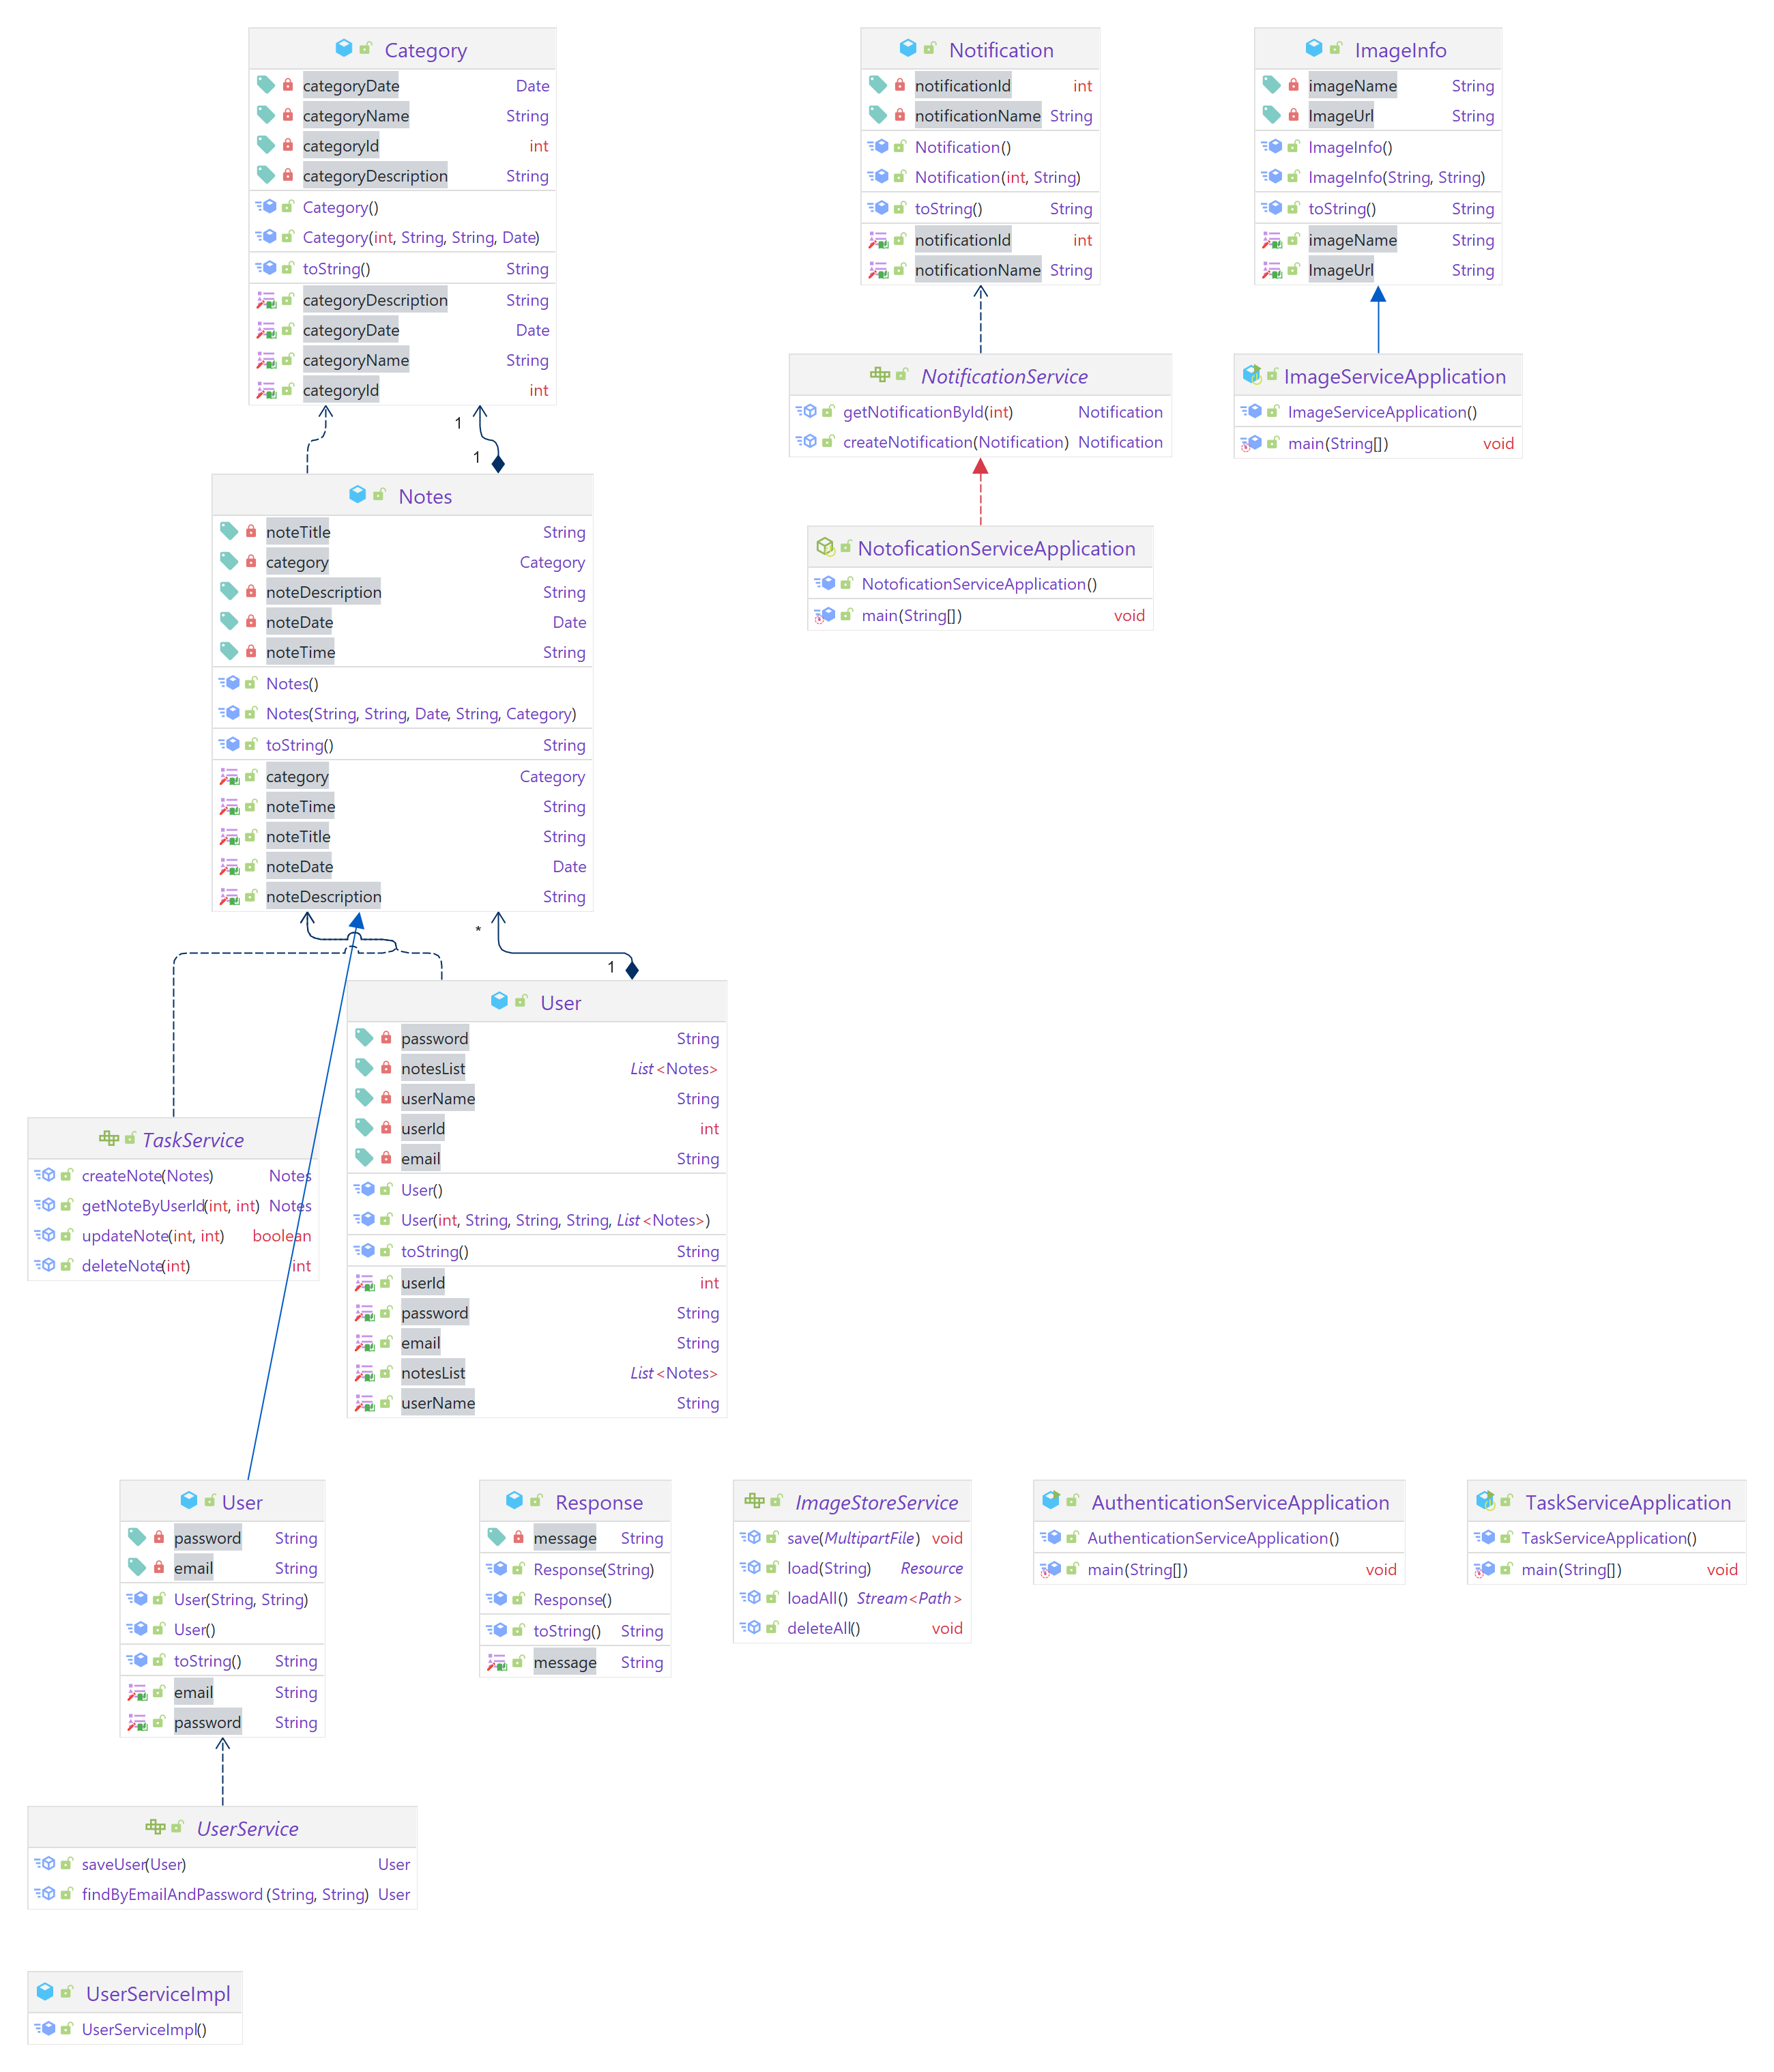 Category
categoryDate Date
categoryName String
categoryId int
categoryDescription String
Category()
Category(int, String, String, Date)
toString() String
categoryDescription String
categoryDate Date
categoryName String
categoryId int
Notification
notificationId int
notificationName String
Notification()
Notification(int, String)
toString() String
notificationId int
notificationName String
ImageInfo
imageName String
ImageUrl String
ImageInfo()
ImageInfo(String, String)
toString() String
imageName String
ImageUrl String
NotificationService
getNotificationById(int) Notification
createNotification(Notification) Notification
ImageServiceApplication
ImageServiceApplication()
main(String[]) void
1
1
Notes
noteTitle String
category Category
noteDescription String
noteDate Date
noteTime String
Notes()
Notes(String, String, Date, String, Category)
toString() String
category Category
noteTime String
noteTitle String
noteDate Date
noteDescription String
NotoficationServiceApplication
NotoficationServiceApplication()
main(String[]) void
*
1
User
password String
notesList List<Notes>
userName String
userId int
email String
User()
User(int, String, String, String, List<Notes>)
toString() String
userId int
password String
email String
notesList List<Notes>
userName String
TaskService
createNote(Notes) Notes
getNoteByUserId(int, int) Notes
updateNote(int, int) boolean
deleteNote(int) int
User
password String
email String
User(String, String)
User()
toString() String
email String
password String
Response
message String
Response(String)
Response()
toString() String
message String
ImageStoreService
save(MultipartFile) void
load(String) Resource
loadAll() Stream<Path>
deleteAll() void
AuthenticationServiceApplication
AuthenticationServiceApplication()
main(String[]) void
TaskServiceApplication
TaskServiceApplication()
main(String[]) void
UserService
saveUser(User) User
findByEmailAndPassword(String, String) User
UserServiceImpl
UserServiceImpl()